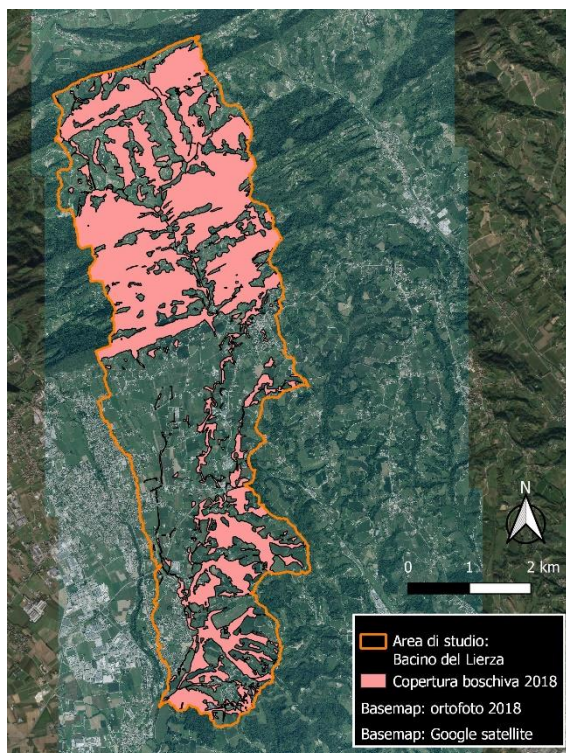 N
0 1 2 km
Area di studio:
Bacino del Lierza
Copertura boschiva 2018
Basemap: ortofoto 2018
Basemap: Google satellite